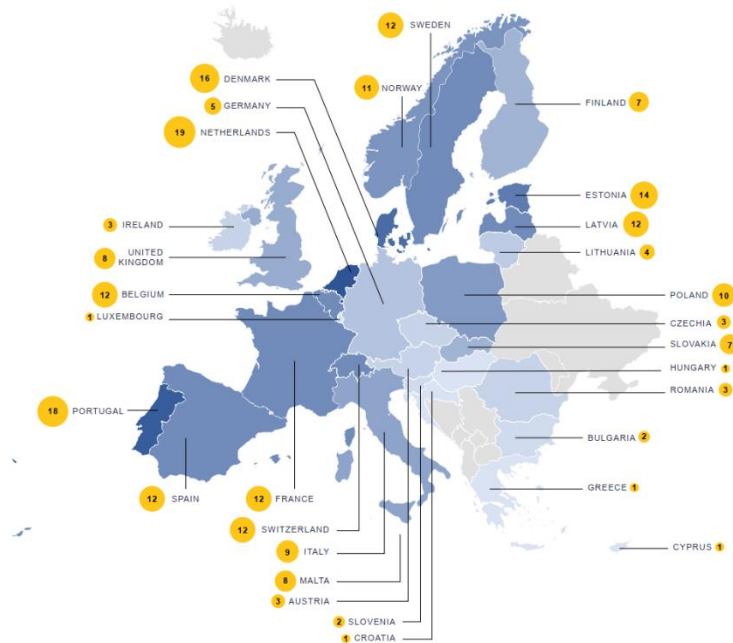 12 SWEDEN
16 DENMARK
11 NORWAY
5 GERMANY
FINLAND 7
19 NETHERLANDS
ESTONIA 14
3 IRELAND
LATVIA 12
LITHUANIA 4
8 UNITED
KINGDOM
12 BELGIUM
POLAND 10
1 LUXEMBOURG
CZECHIA 3
SLOVAKIA 7
HUNGARY 1
ROMANIA 3
18 PORTUGAL
BULGARIA 2
GREECE 1
12 SPAIN
12 FRANCE
12 SWITZERLAND
9 ITALY
CYPRUS 1
8 MALTA
3 AUSTRIA
2 SLOVENIA
1 CROATIA